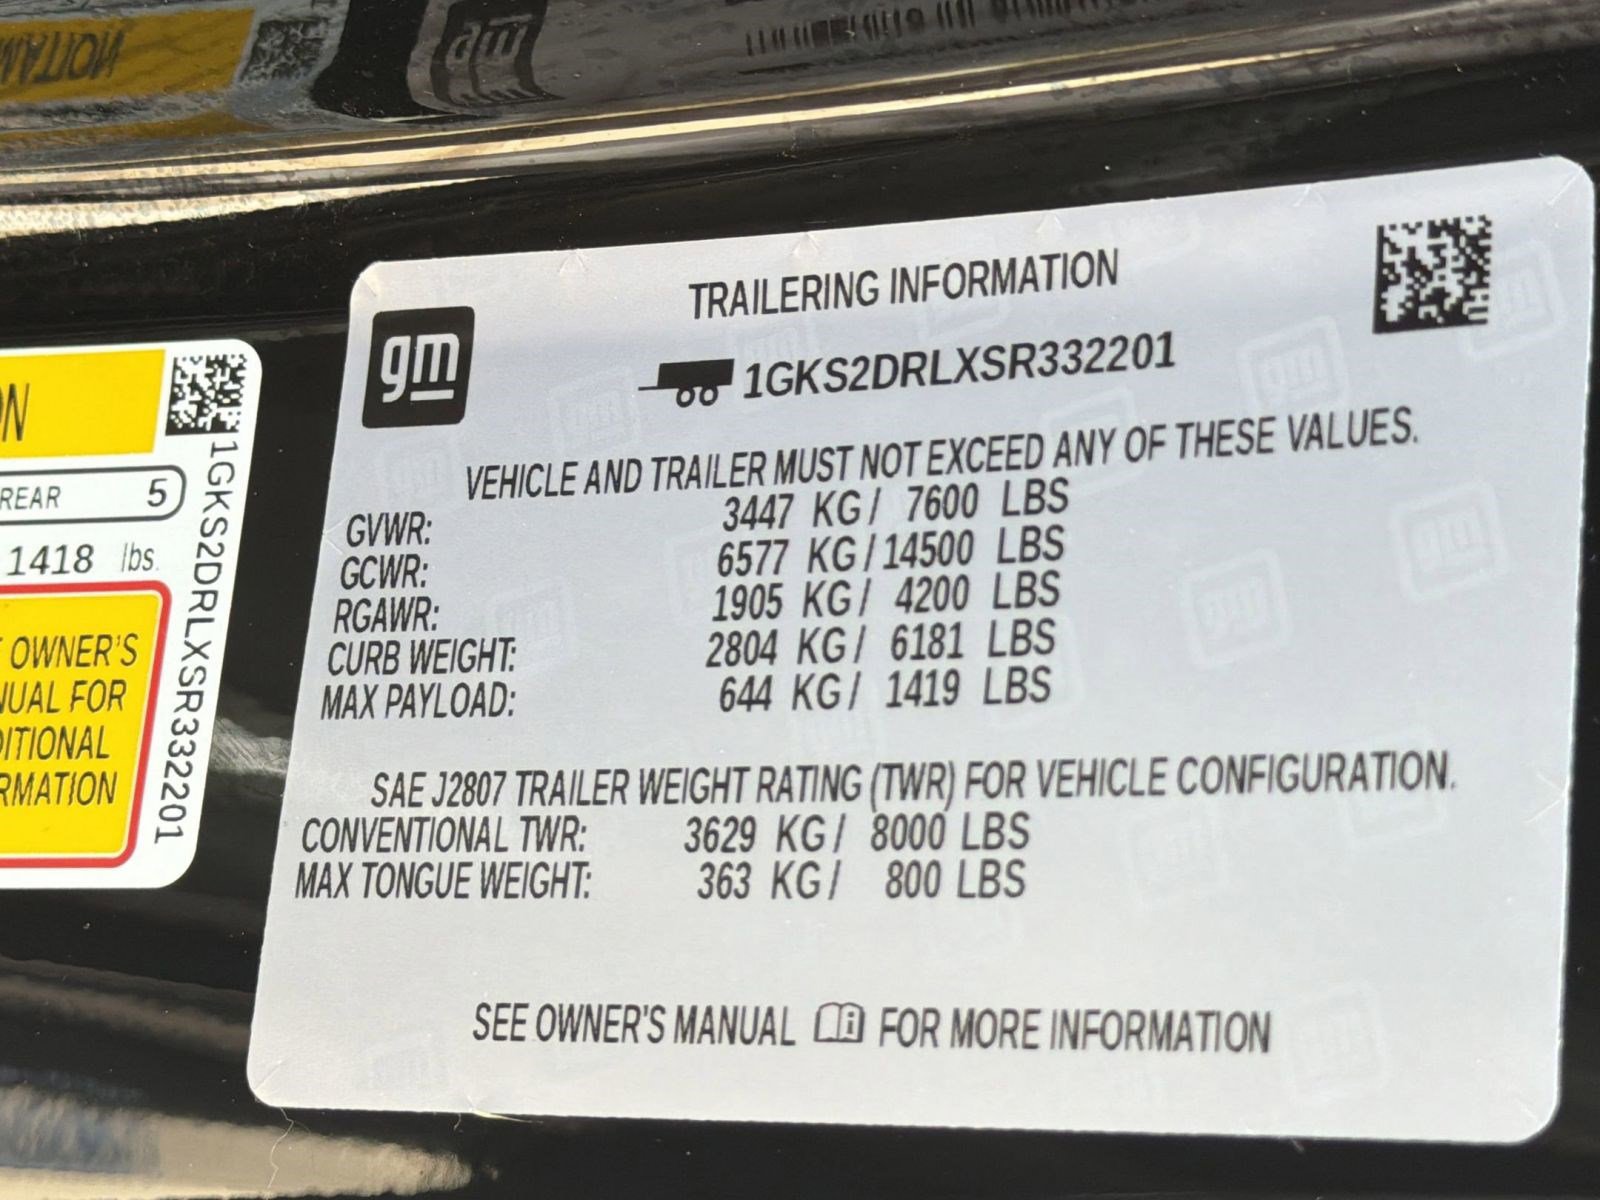 gm
TRAILERING INFORMATION
1GKS2DRLXSR332201
VEHICLE AND TRAILER MUST NOT EXCEED ANY OF THESE VALUES.
GVWR: 3447 KG/ 7600 LBS
GCWR: 6577 KG/14500 LBS
RGAWR: 1905 KG/ 4200 LBS
CURB WEIGHT: 2804 KG/ 6181 LBS
MAX PAYLOAD: 644 KG/ 1419 LBS
SAE J2807 TRAILER WEIGHT RATING (TWR) FOR VEHICLE CONFIGURATION.
CONVENTIONAL TWR: 3629 KG/ 8000 LBS
MAX TONGUE WEIGHT: 363 KG/ 800 LBS
SEE OWNER'S MANUAL FOR MORE INFORMATION
ON
REAR 5
1418 lbs.
OWNER'S
UAL FOR
ITIONAL
RMATION
1GKS2DRLXSR332201